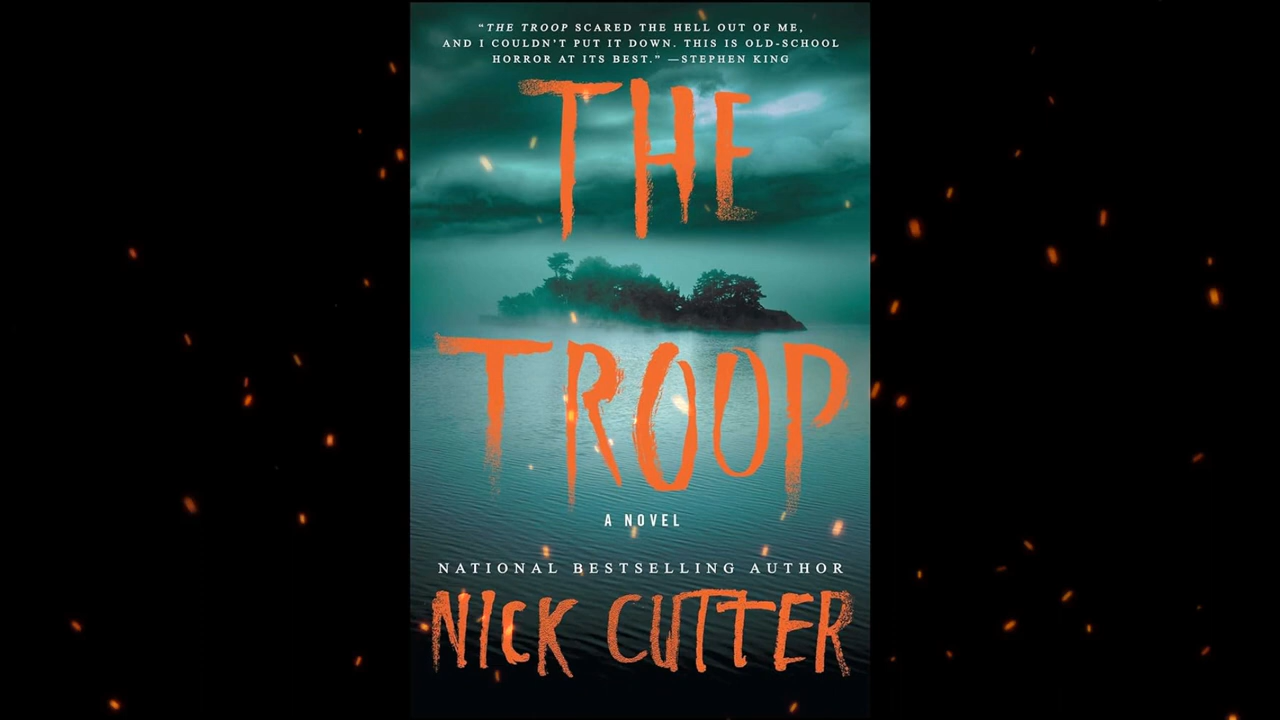 “THE TROOP SCARED THE HELL OUT OF ME,
AND I COULDN’T PUT IT DOWN. THIS IS OLD-SCHOOL
HORROR AT ITS BEST.” —STEPHEN KING
THE
TROOP
A NOVEL
NATIONAL BESTSELLING AUTHOR
NICK CUTTER